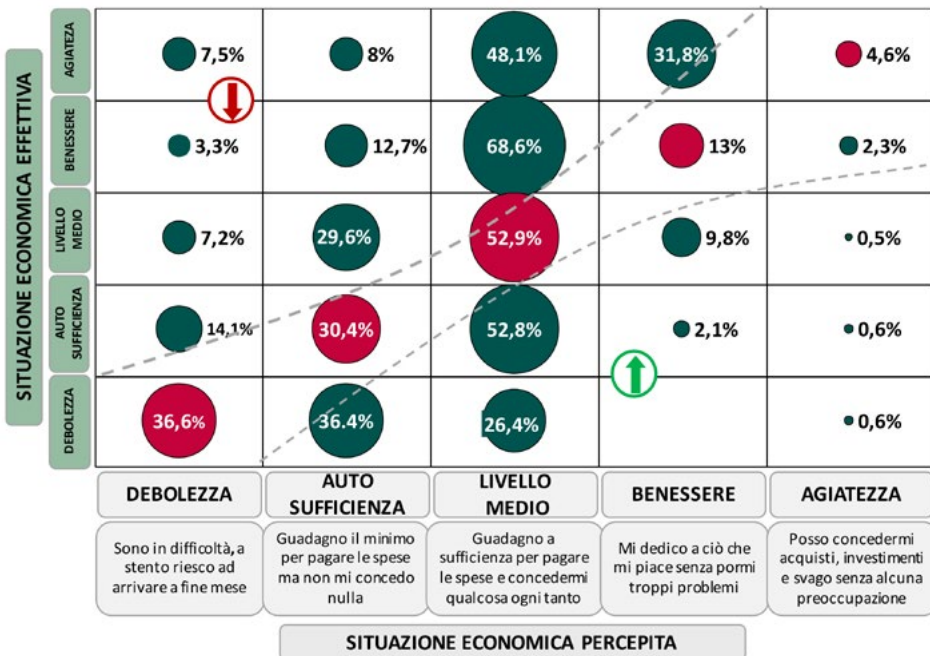 SITUAZIONE ECONOMICA EFFETTIVA
AGIATEZA
7,5%
8%
48,1%
31,8%
4,6%
BENESSERE
3,3%
12,7%
68,6%
13%
2,3%
LIVELLO
MEDIO
7,2%
29,6%
52,9%
9,8%
0,5%
AUTO
SUFFICIENZA
14,1%
30,4%
52,8%
2,1%
0,6%
DEBOLEZZA
36,6%
36.4%
26,4%
0,6%
DEBOLEZZA
AUTO
SUFFICIENZA
LIVELLO
MEDIO
BENESSERE
AGIATEZZA
Sono in difficoltà, a
stento riesco ad
arrivare a fine mese
Guadagno il minimo
per pagare le spese
ma non mi concedo
nulla
Guadagno a
sufficienza per pagare
le spese e concedermi
qualcosa ogni tanto
Mi dedico a ciò che
mi piace senza pormi
troppi problemi
Posso concedermi
acquisti, investimenti
e svago senza alcuna
preoccupazione
SITUAZIONE ECONOMICA PERCEPITA